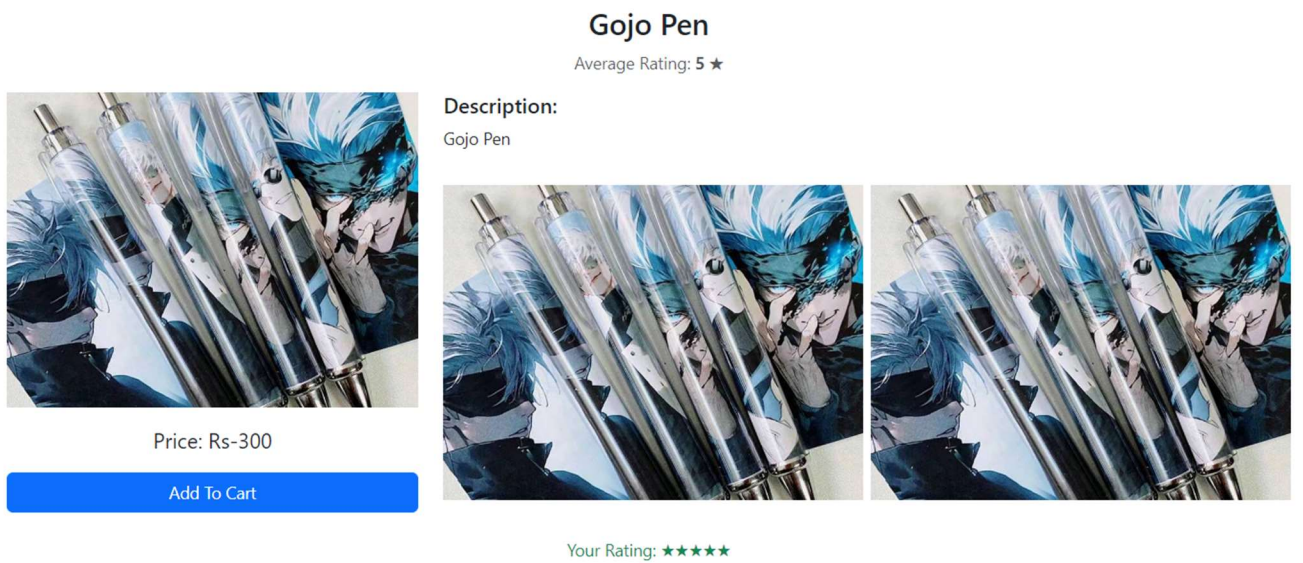 Gojo Pen
Average Rating: 5 ★
Description:
Gojo Pen
Price: Rs-300
Add To Cart
Your Rating: ★★★★★